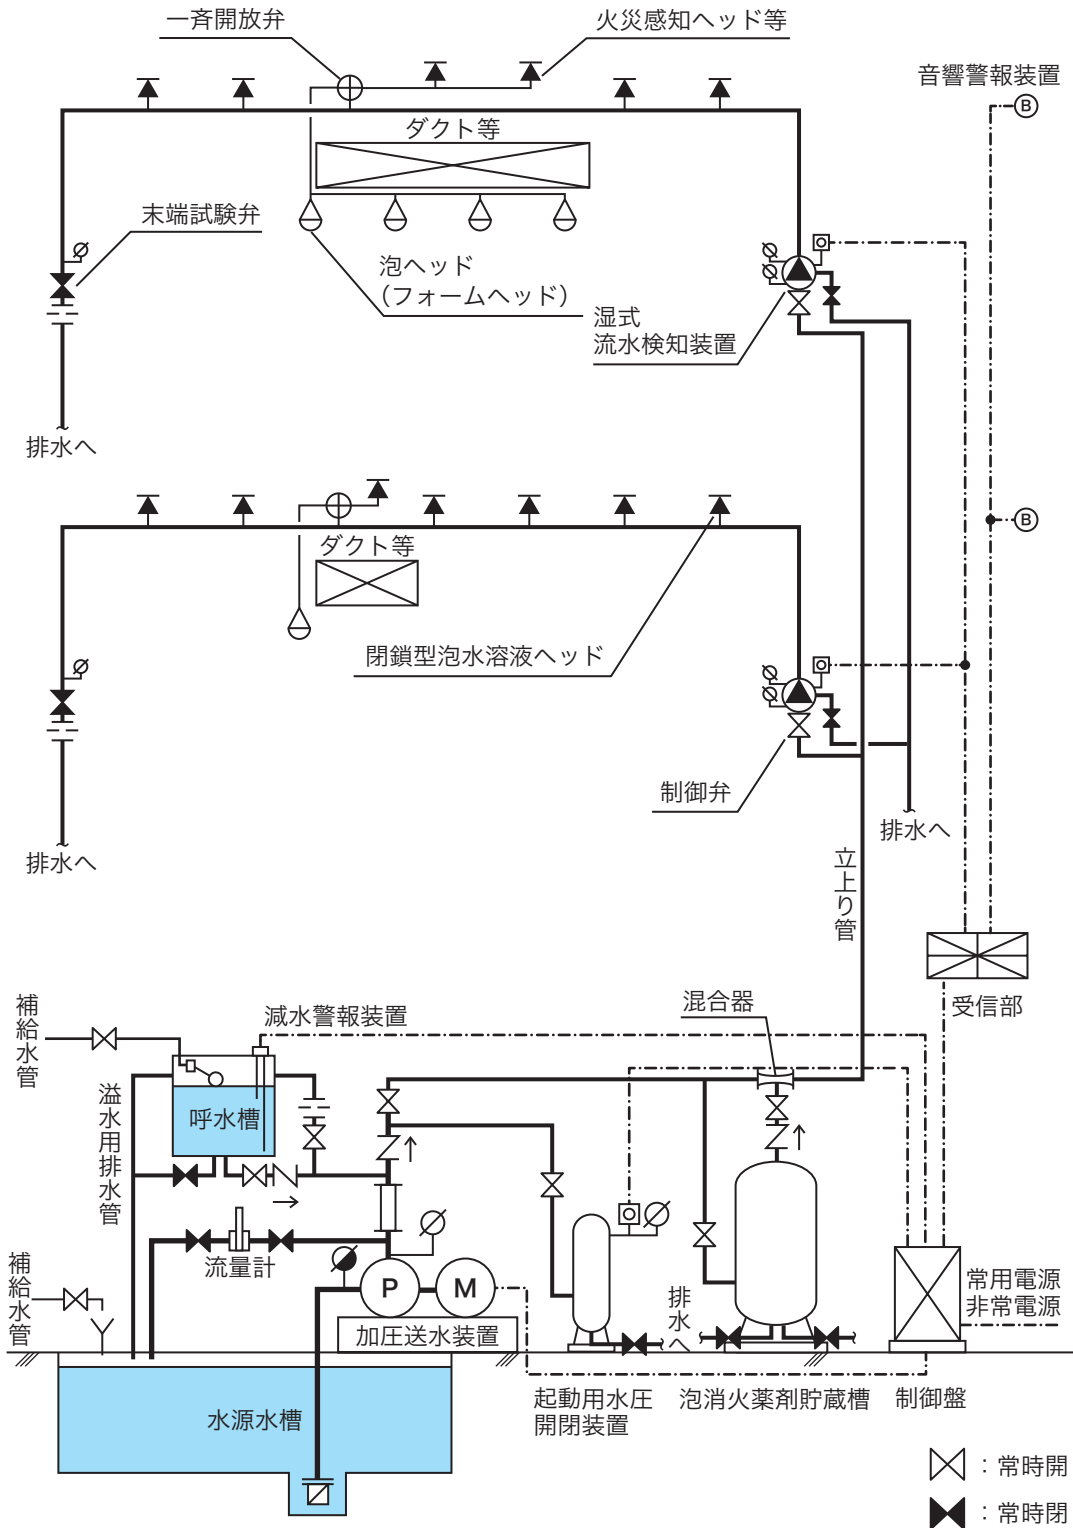 一斉開放弁
火災感知ヘッド等
音響警報装置
B
ダクト等
末端試験弁
泡ヘッド
（フォームヘッド）
湿式
流水検知装置
排水へ
B
ダクト等
閉鎖型泡水溶液ヘッド
制御弁
排水へ
排水へ
立上り管
受信部
混合器
減水警報装置
補給水管
呼水槽
溢水用排水管
流量計
補給水管
P
M
加圧送水装置
排水へ
常用電源
非常電源
水源水槽
起動用水圧
開閉装置
泡消火薬剤貯蔵槽
制御盤
：常時開
：常時閉